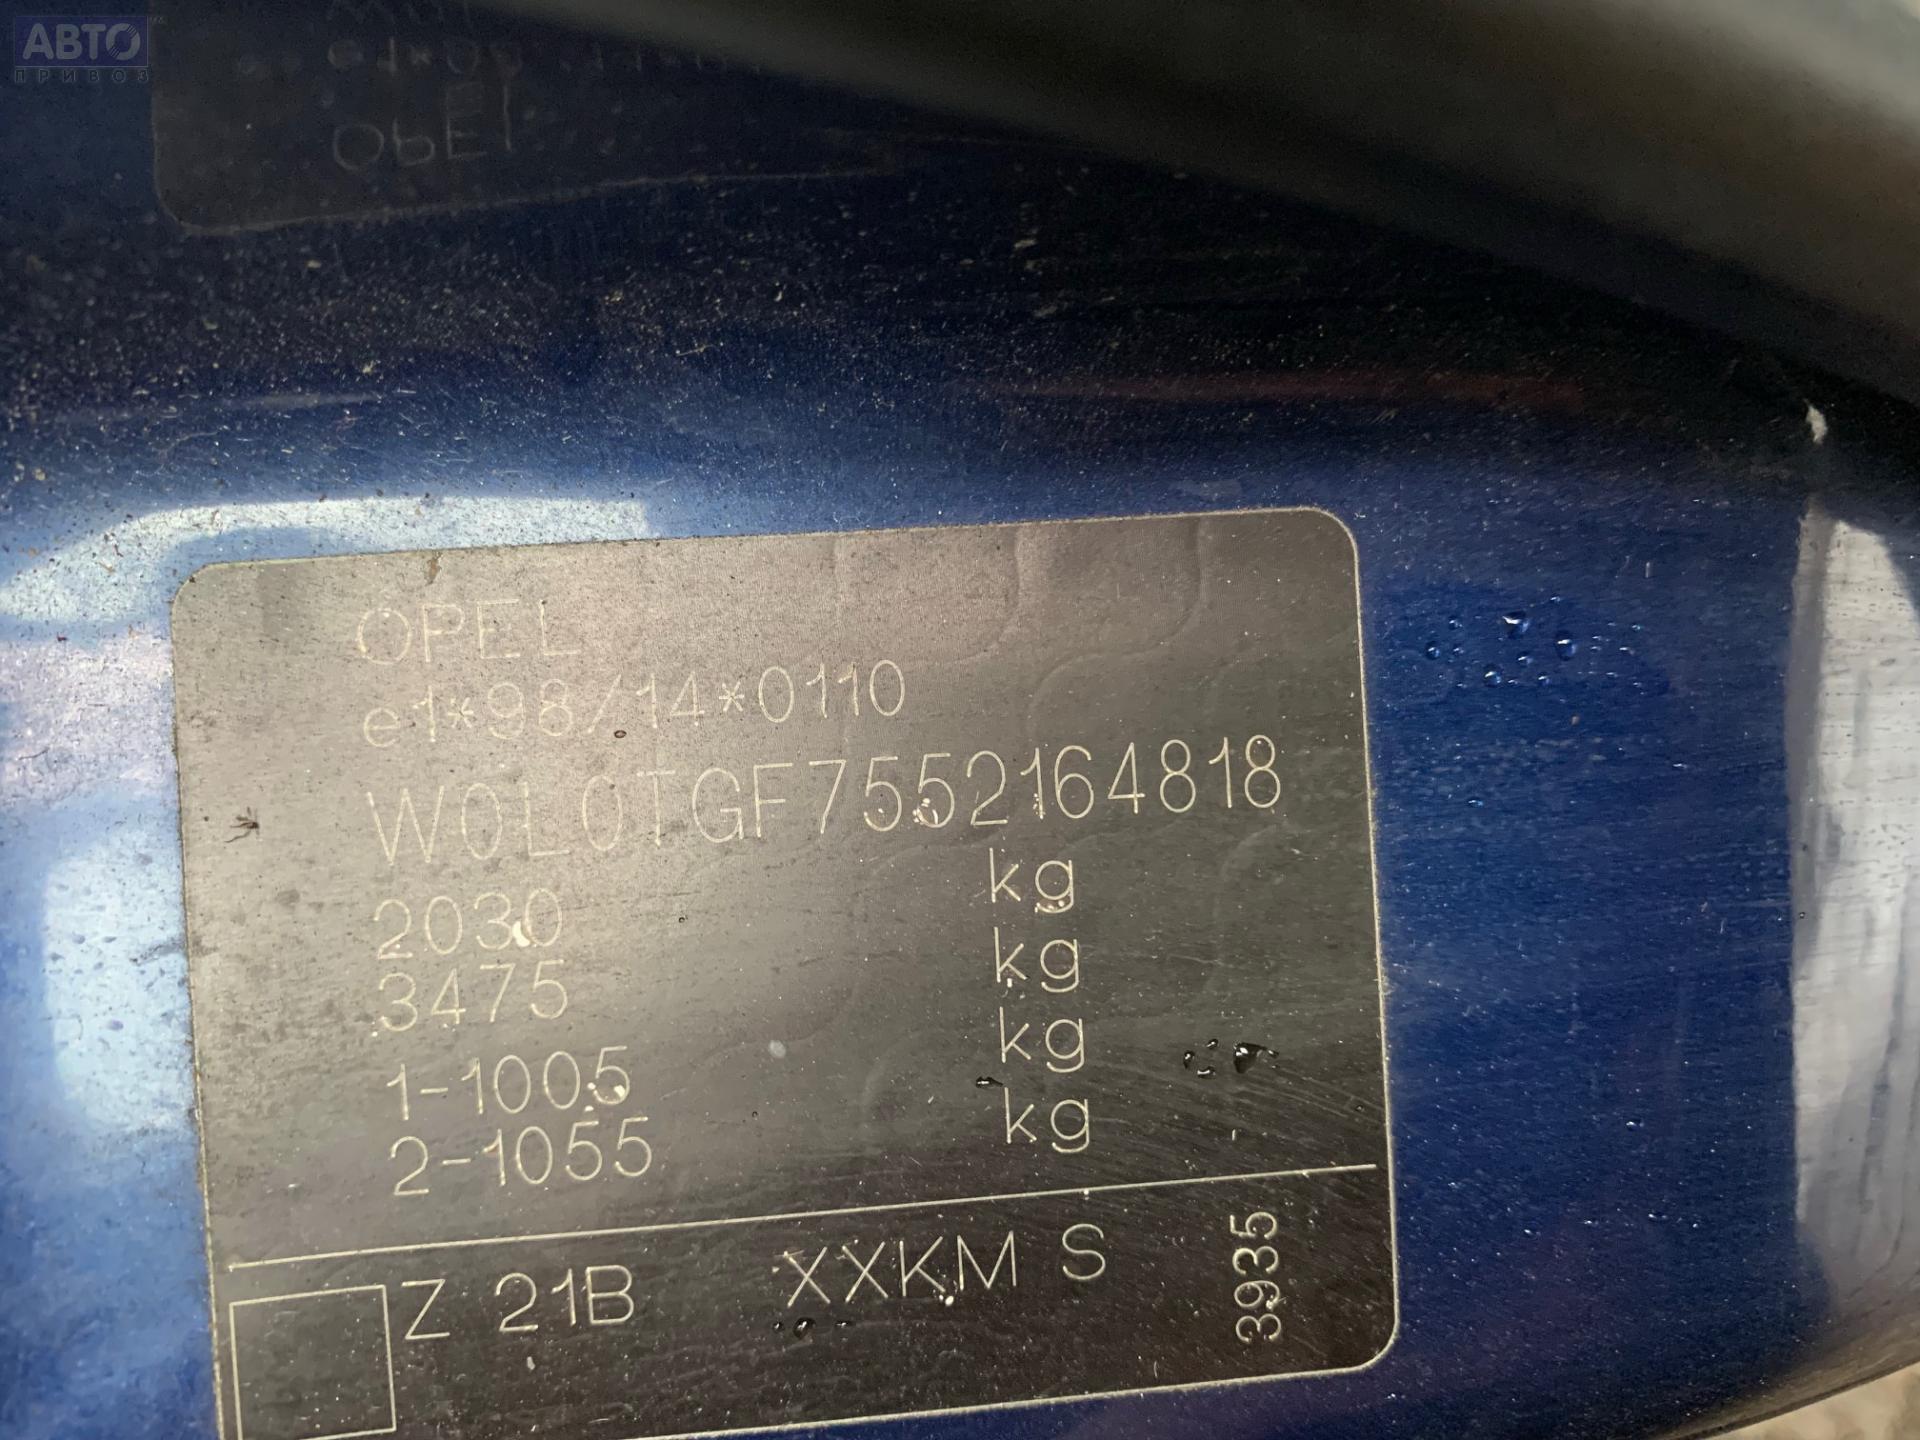 АВТО
ПРИВОЗ
OPEL
e1*98/14*0110
W0L0TGF7552164818
2030 kg
3475 kg
1-1005 kg
2-1055 kg
Z 21B XXKM S
3935